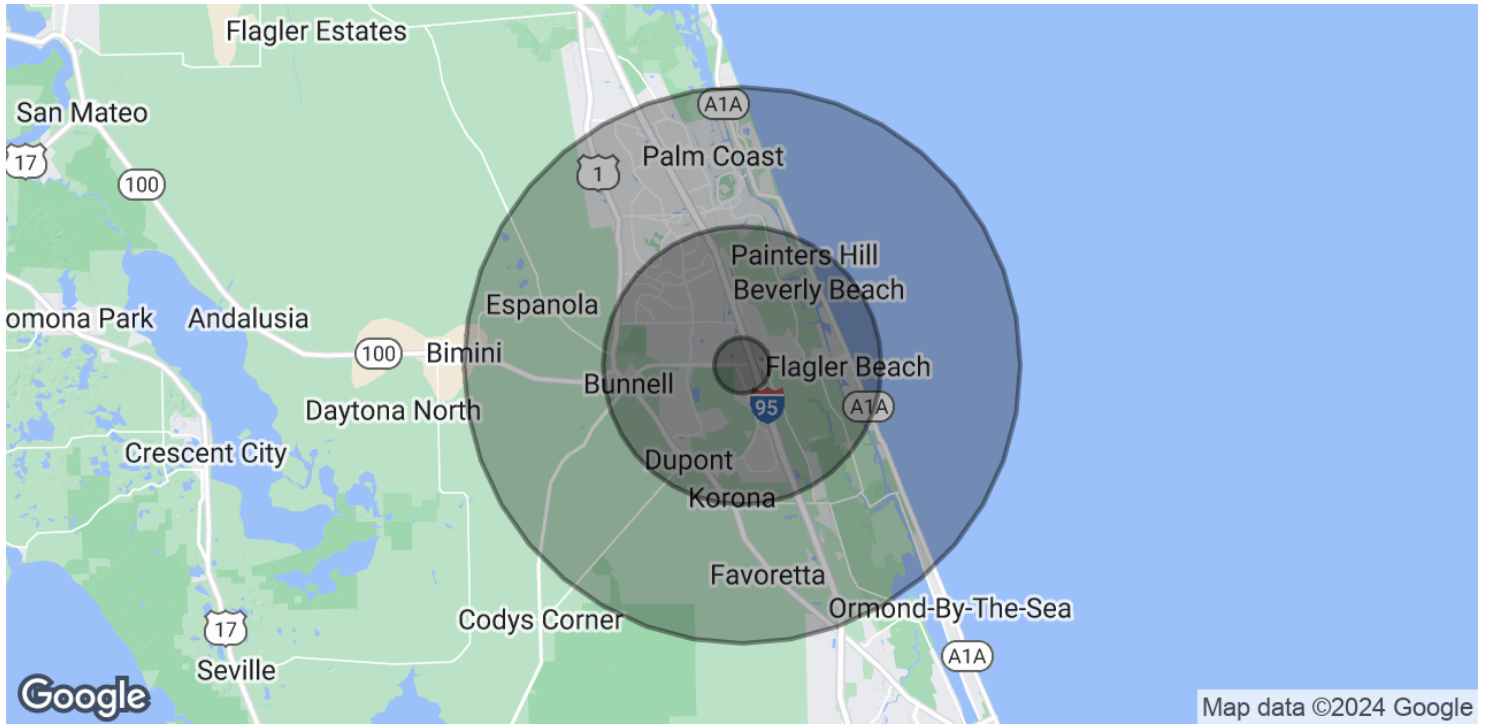 Flagler Estates
San Mateo
A1A
17
Palm Coast
100
1
Painters Hill
Beverly Beach
Espanola
omona Park
Andalusia
100
Bimini
Flagler Beach
Bunnell
95
A1A
Daytona North
Crescent City
Dupont
Korona
Favoretta
Ormond-By-The-Sea
Codys Corner
17
A1A
Seville
Google
Map data ©2024 Google